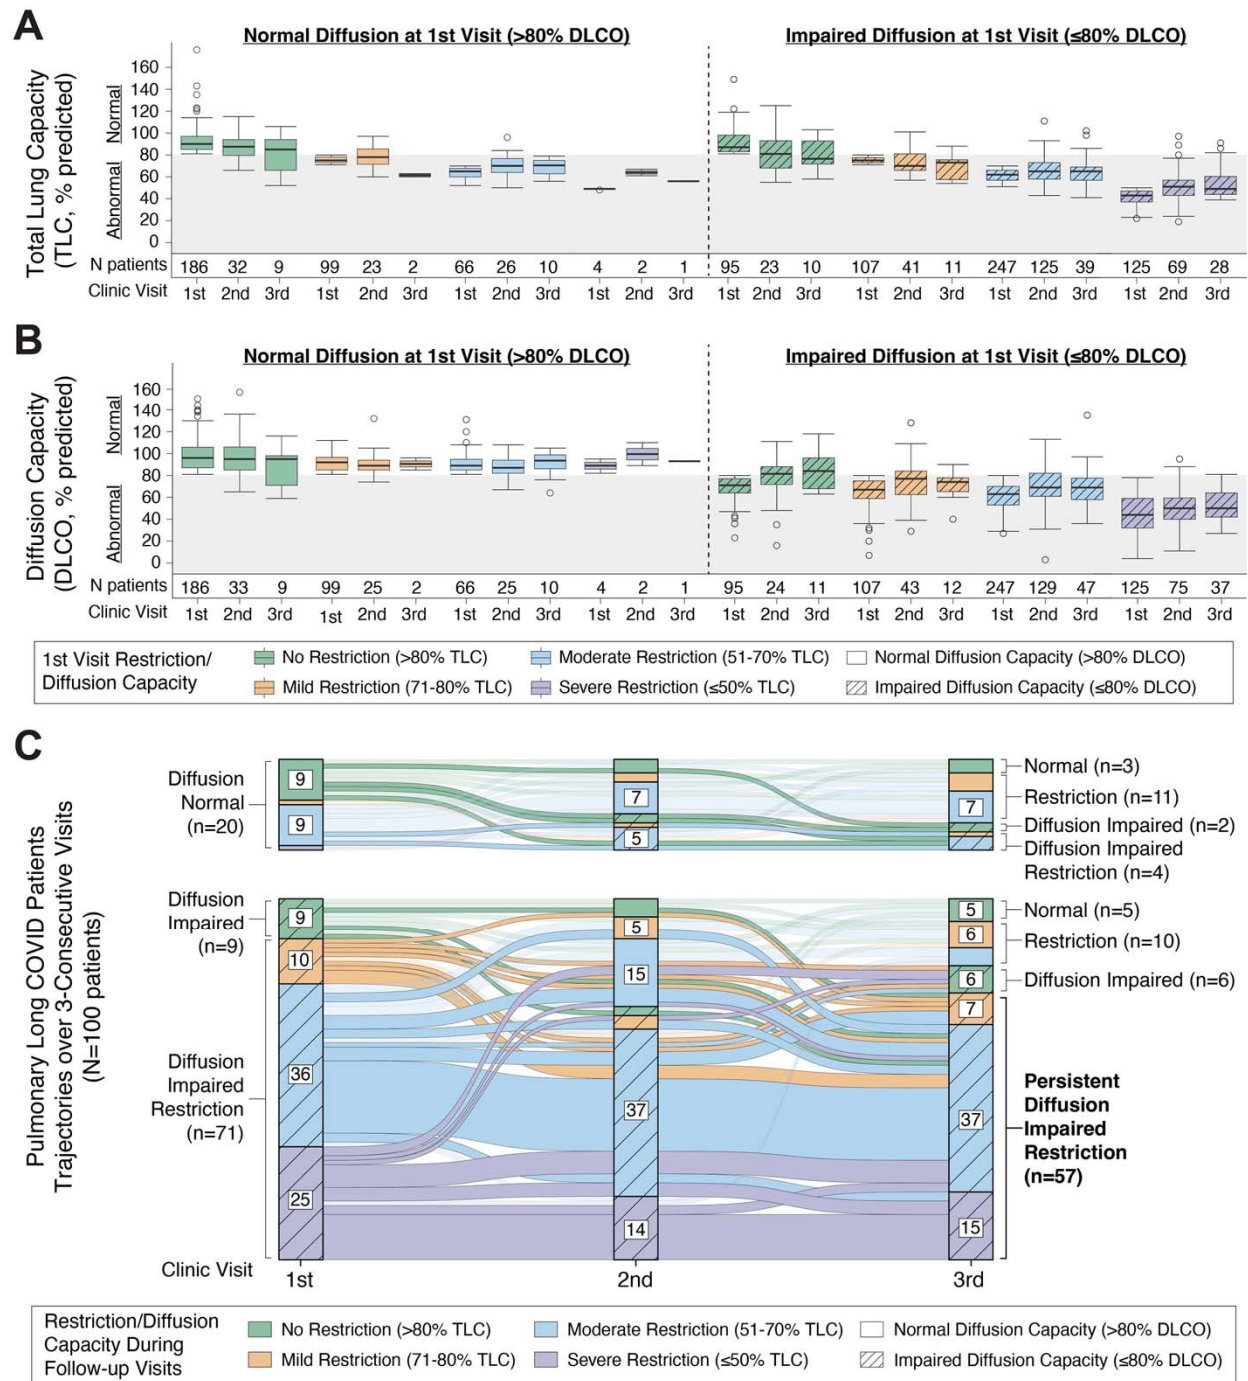 A
Normal Diffusion at 1st Visit (>80% DLCO)
Impaired Diffusion at 1st Visit (≤80% DLCO)
Total Lung Capacity
(TLC, % predicted)
Normal
Abnormal
160
140
120
100
80
60
40
20
0
N patients 186 32 9 99 23 2 66 26 10 4 2 1 95 23 10 107 41 11 247 125 39 125 69 28
Clinic Visit 1st 2nd 3rd 1st 2nd 3rd 1st 2nd 3rd 1st 2nd 3rd 1st 2nd 3rd 1st 2nd 3rd 1st 2nd 3rd 1st 2nd 3rd
B
Normal Diffusion at 1st Visit (>80% DLCO)
Impaired Diffusion at 1st Visit (≤80% DLCO)
Diffusion Capacity
(DLCO, % predicted)
Normal
Abnormal
160
140
120
100
80
60
40
20
0
N patients 186 33 9 99 25 2 66 25 10 4 2 1 95 24 11 107 43 12 247 129 47 125 75 37
Clinic Visit 1st 2nd 3rd 1st 2nd 3rd 1st 2nd 3rd 1st 2nd 3rd 1st 2nd 3rd 1st 2nd 3rd 1st 2nd 3rd 1st 2nd 3rd
1st Visit Restriction/
Diffusion Capacity
No Restriction (>80% TLC)
Moderate Restriction (51-70% TLC)
Normal Diffusion Capacity (>80% DLCO)
Mild Restriction (71-80% TLC)
Severe Restriction (≤50% TLC)
Impaired Diffusion Capacity (≤80% DLCO)
C
Pulmonary Long COVID Patients
Trajectories over 3-Consecutive Visits
(N=100 patients)
Diffusion
Normal
(n=20)
9
9
7
5
7
Normal (n=3)
Restriction (n=11)
Diffusion Impaired (n=2)
Diffusion Impaired
Restriction (n=4)
Diffusion
Impaired
(n=9)
Diffusion
Impaired
Restriction
(n=71)
9
10
36
25
5
15
37
14
5
6
6
7
37
15
Normal (n=5)
Restriction (n=10)
Diffusion Impaired (n=6)
Persistent
Diffusion
Impaired
Restriction
(n=57)
Clinic Visit 1st 2nd 3rd
Restriction/Diffusion
Capacity During
Follow-up Visits
No Restriction (>80% TLC)
Moderate Restriction (51-70% TLC)
Normal Diffusion Capacity (>80% DLCO)
Mild Restriction (71-80% TLC)
Severe Restriction (≤50% TLC)
Impaired Diffusion Capacity (≤80% DLCO)